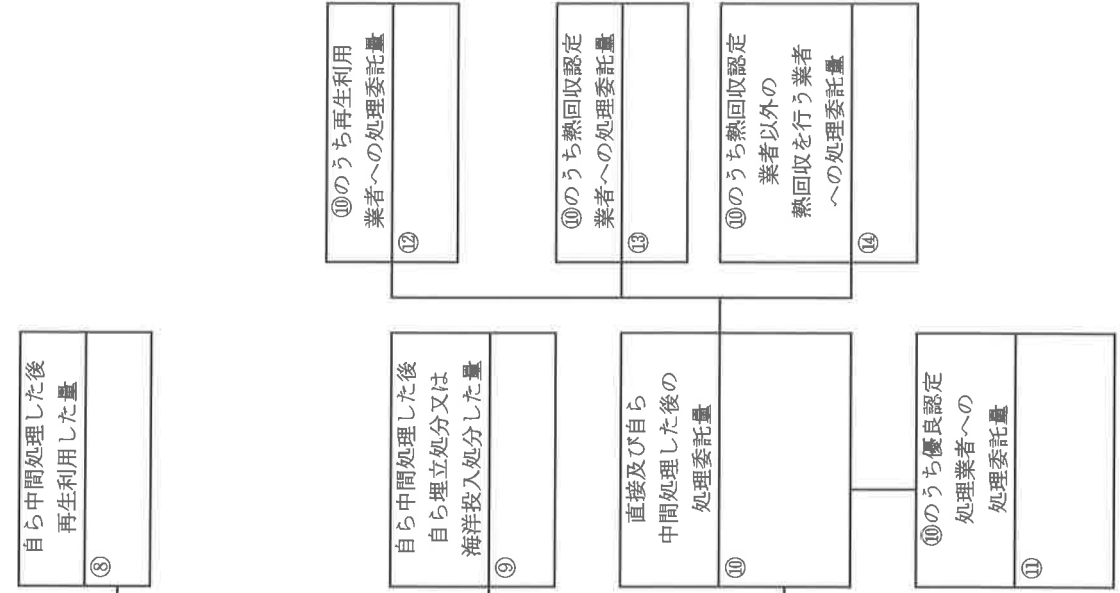 自ら中間処理した後
再生利用した量
⑧
自ら中間処理した後
自ら埋立処分又は
海洋投入処分した量
⑨
直接及び自ら
中間処理した後の
処理委託量
⑩
⑩のうち優良認定
処理業者への
処理委託量
⑪
⑩のうち再生利用
業者への処理委託量
⑫
⑩のうち熱回収認定
業者への処理委託量
⑬
⑩のうち熱回収認定
業者以外の
熱回収を行う業者
への処理委託量
⑭